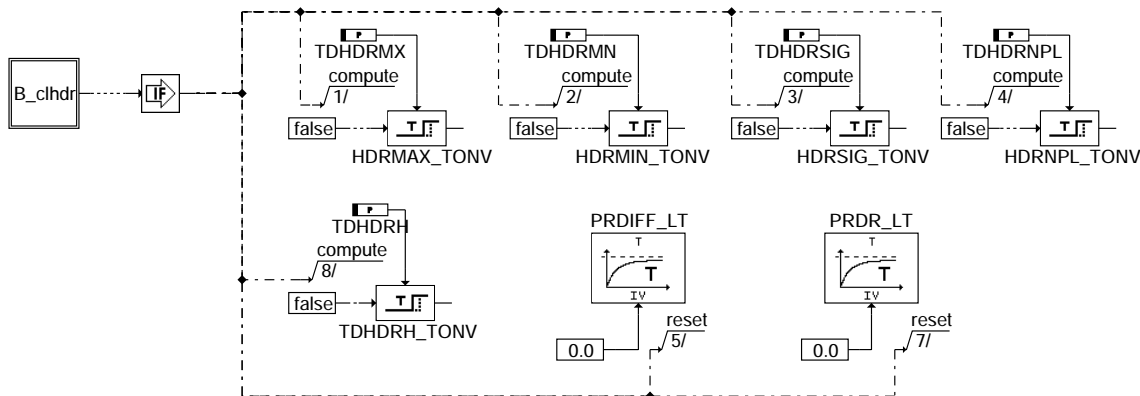 P P P P
TDHDRMX TDHDRMN TDHDRSIG TDHDRNPL
compute compute compute compute
B_clhdr IF 1/ 2/ 3/ 4/
false T false T false T false T
HDRMAX_TONV HDRMIN_TONV HDRSIG_TONV HDRNPL_TONV
P
TDHDRH PRDIFF_LT PRDR_LT
compute T T
8/ T T
false T IV IV
TDHDRH_TONV reset reset
0.0 5/ 0.0 7/